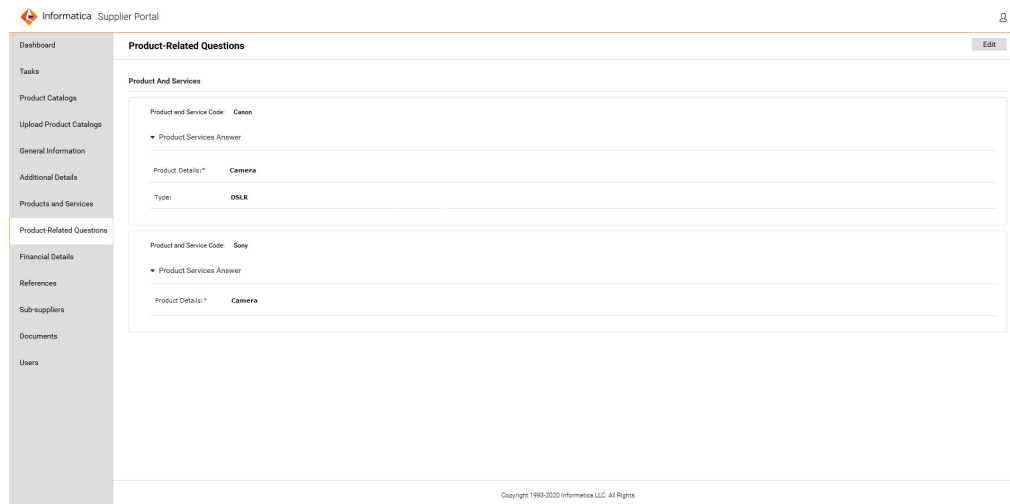 Informatica Supplier Portal
Dashboard
Tasks
Product Catalogs
Upload Product Catalogs
General Information
Additional Details
Products and Services
Product-Related Questions
Financial Details
References
Sub-suppliers
Documents
Users
Product-Related Questions
Edit
Product And Services
Product and Service Code: Canon
Product Services Answer
Product Details:* Camera
Type: DSLR
Product and Service Code: Sony
Product Services Answer
Product Details:* Camera
Copyright 1993-2020 Informatica LLC. All Rights